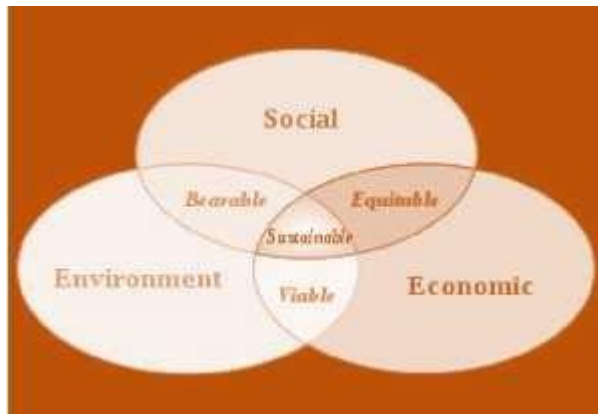 Social
Bearable
Equitable
Sustainable
Environment
Viable
Economic